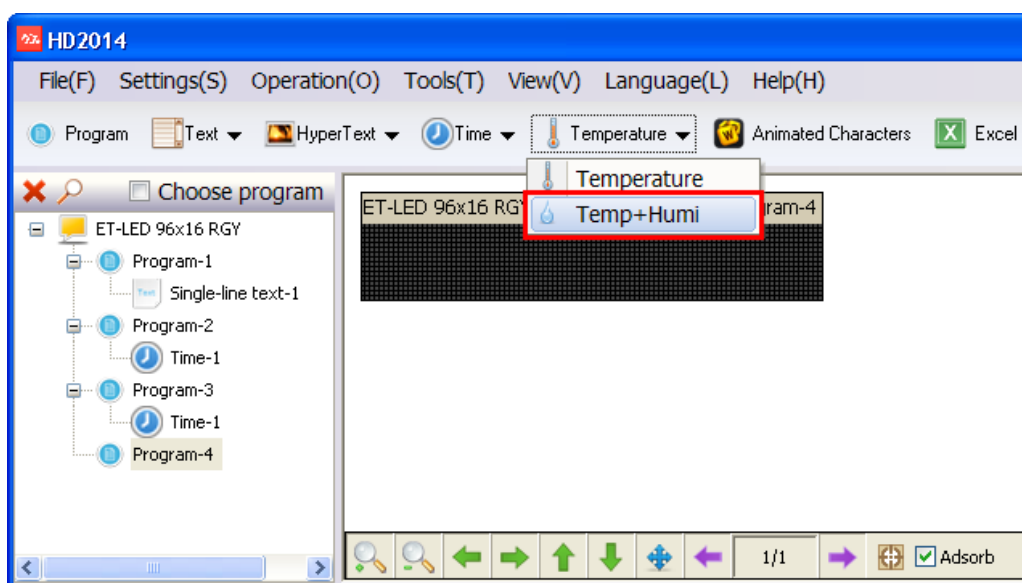 HD2014
File(F) Settings(S) Operation(O) Tools(T) View(V) Language(L) Help(H)
Program Text HyperText Time Temperature Animated Characters Excel
Choose program
Temperature
Temp+Humi
ET-LED 96x16 RG
gram-4
ET-LED 96x16 RGY
Program-1
Single-line text-1
Program-2
Time-1
Program-3
Time-1
Program-4
1/1 Adsorb